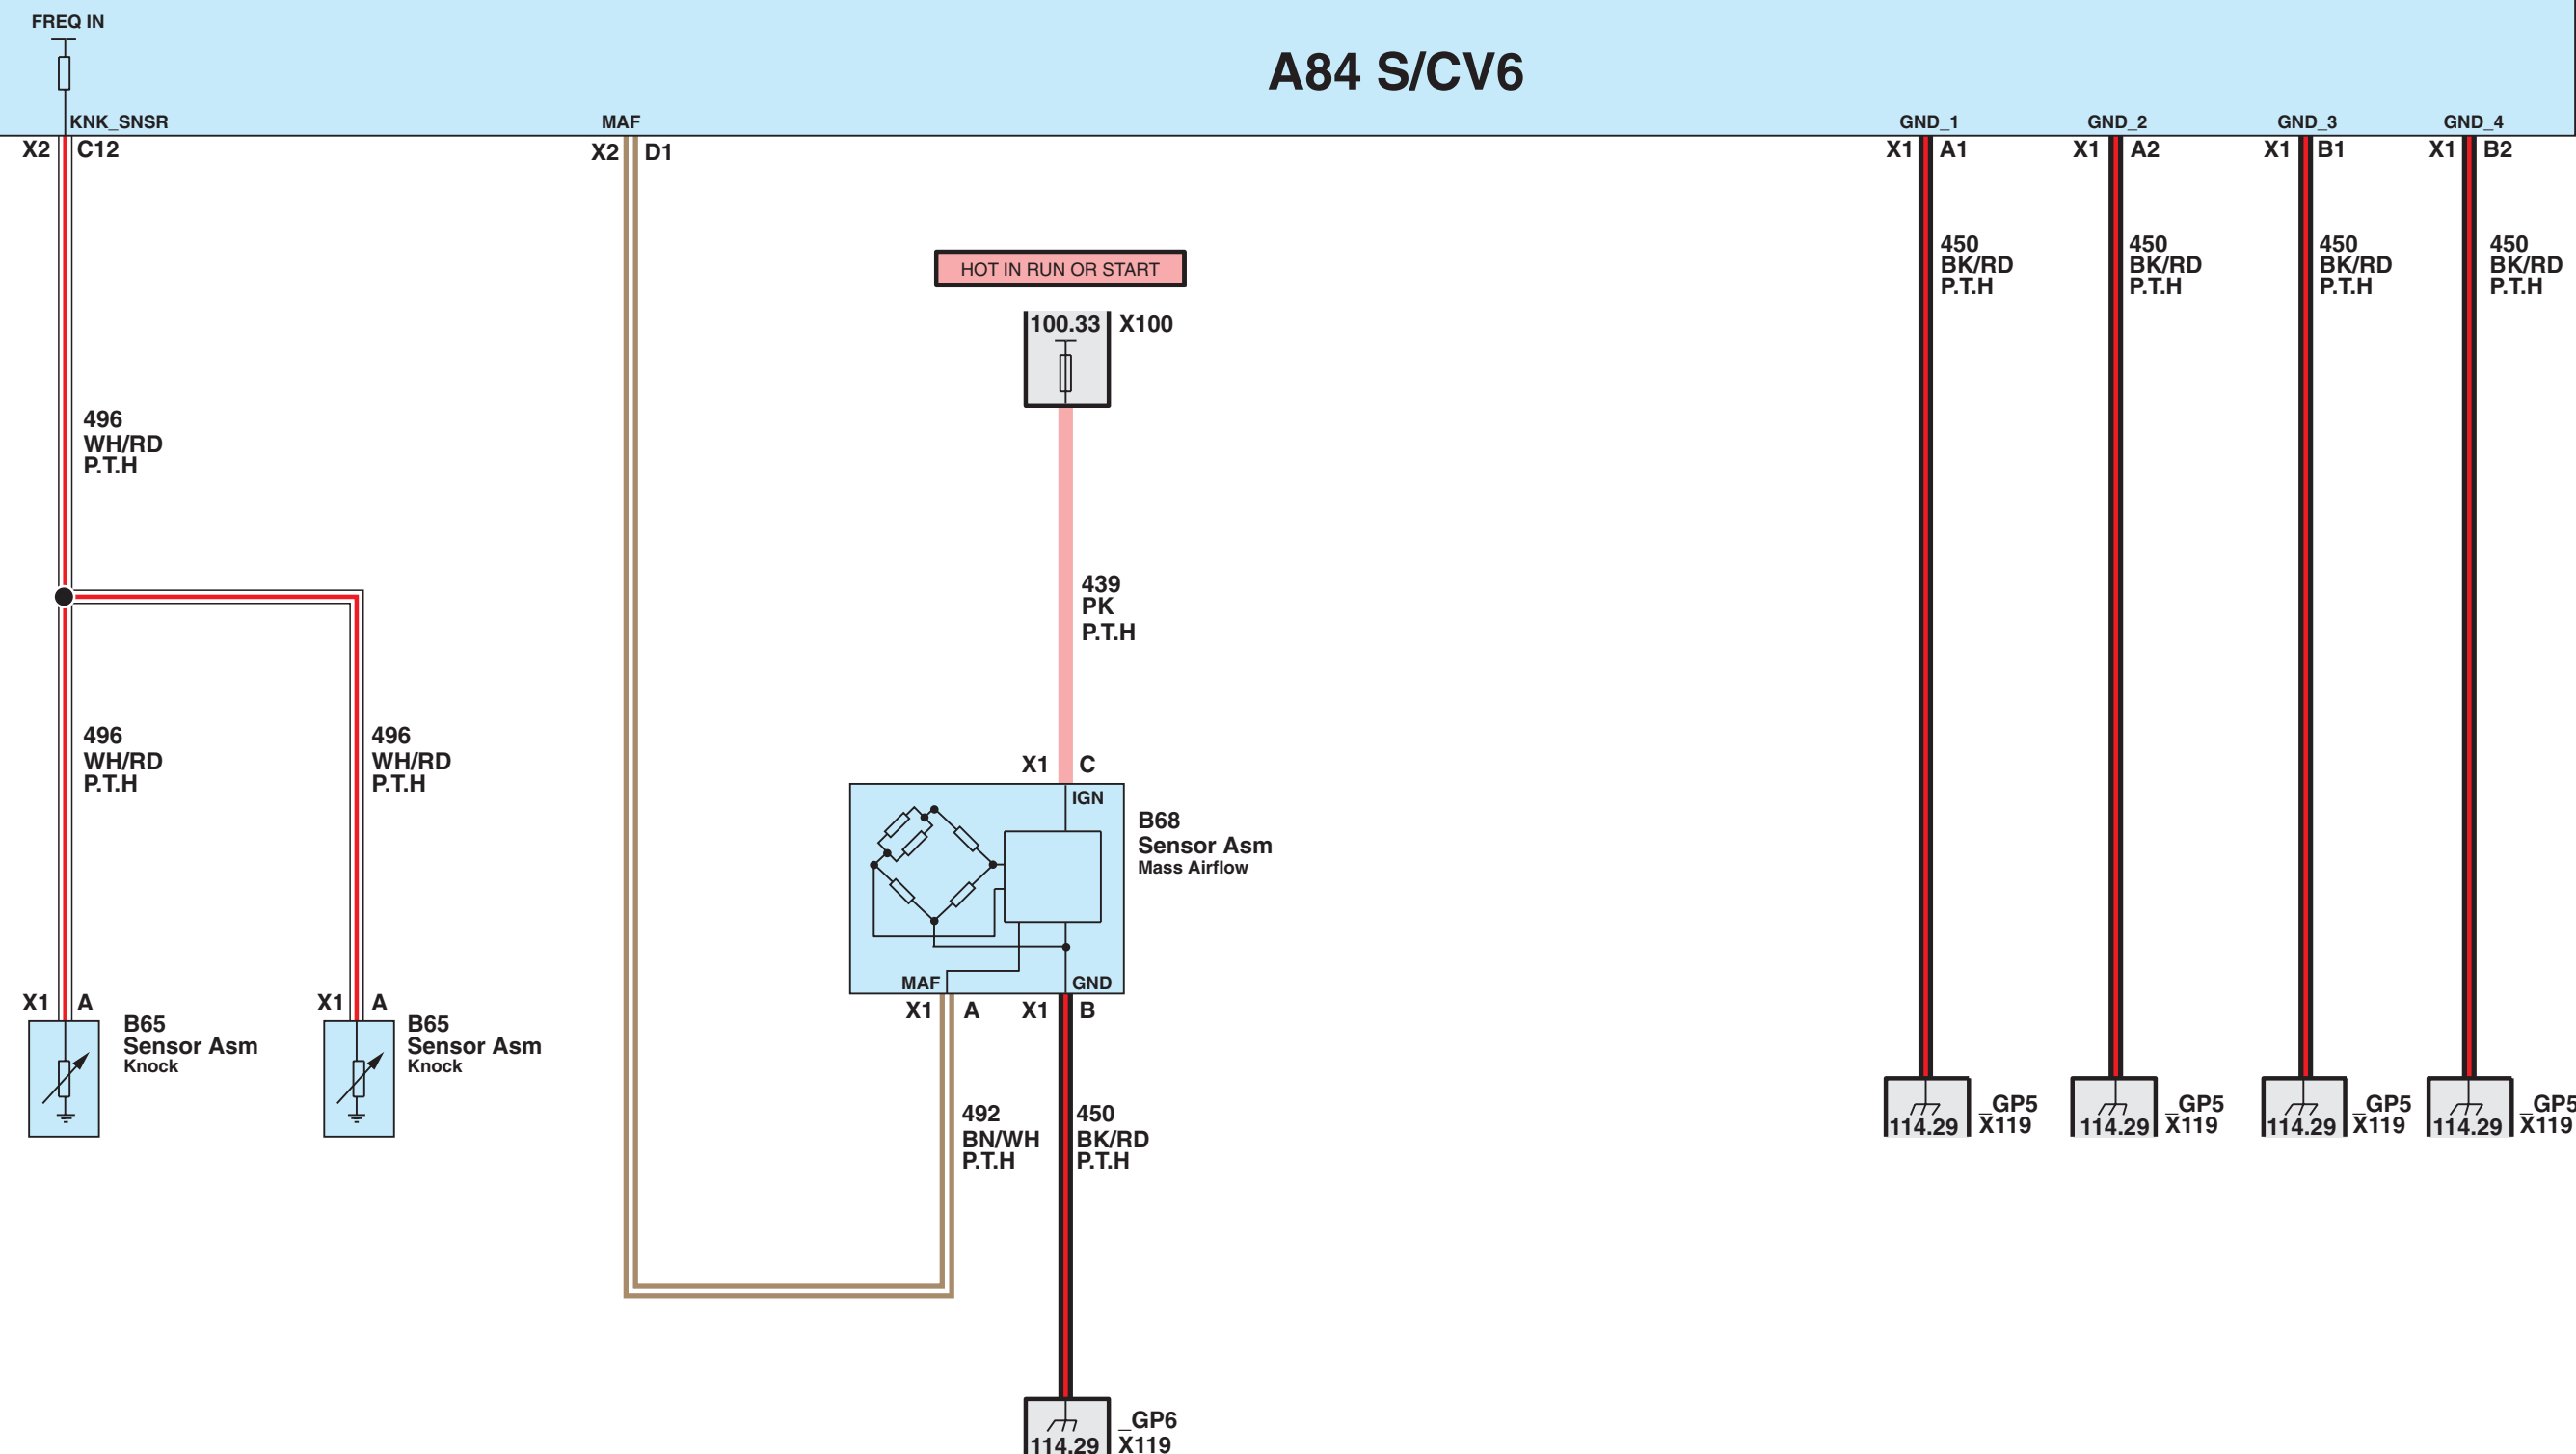 FREQ IN
A84 S/CV6
KNK_SNSR
MAF
GND_1
GND_2
GND_3
GND_4
X2 C12
X2 D1
X1 A1
X1 A2
X1 B1
X1 B2
450
BK/RD
P.T.H
450
BK/RD
P.T.H
450
BK/RD
P.T.H
450
BK/RD
P.T.H
HOT IN RUN OR START
100.33 X100
496
WH/RD
P.T.H
439
PK
P.T.H
496
WH/RD
P.T.H
496
WH/RD
P.T.H
X1 C
IGN
B68
Sensor Asm
Mass Airflow
MAF
GND
X1 A
X1 B
X1 A
B65
Sensor Asm
Knock
X1 A
B65
Sensor Asm
Knock
492
BN/WH
P.T.H
450
BK/RD
P.T.H
_GP5
114.29 X119
_GP5
114.29 X119
_GP5
114.29 X119
_GP5
114.29 X119
_GP6
114.29 X119